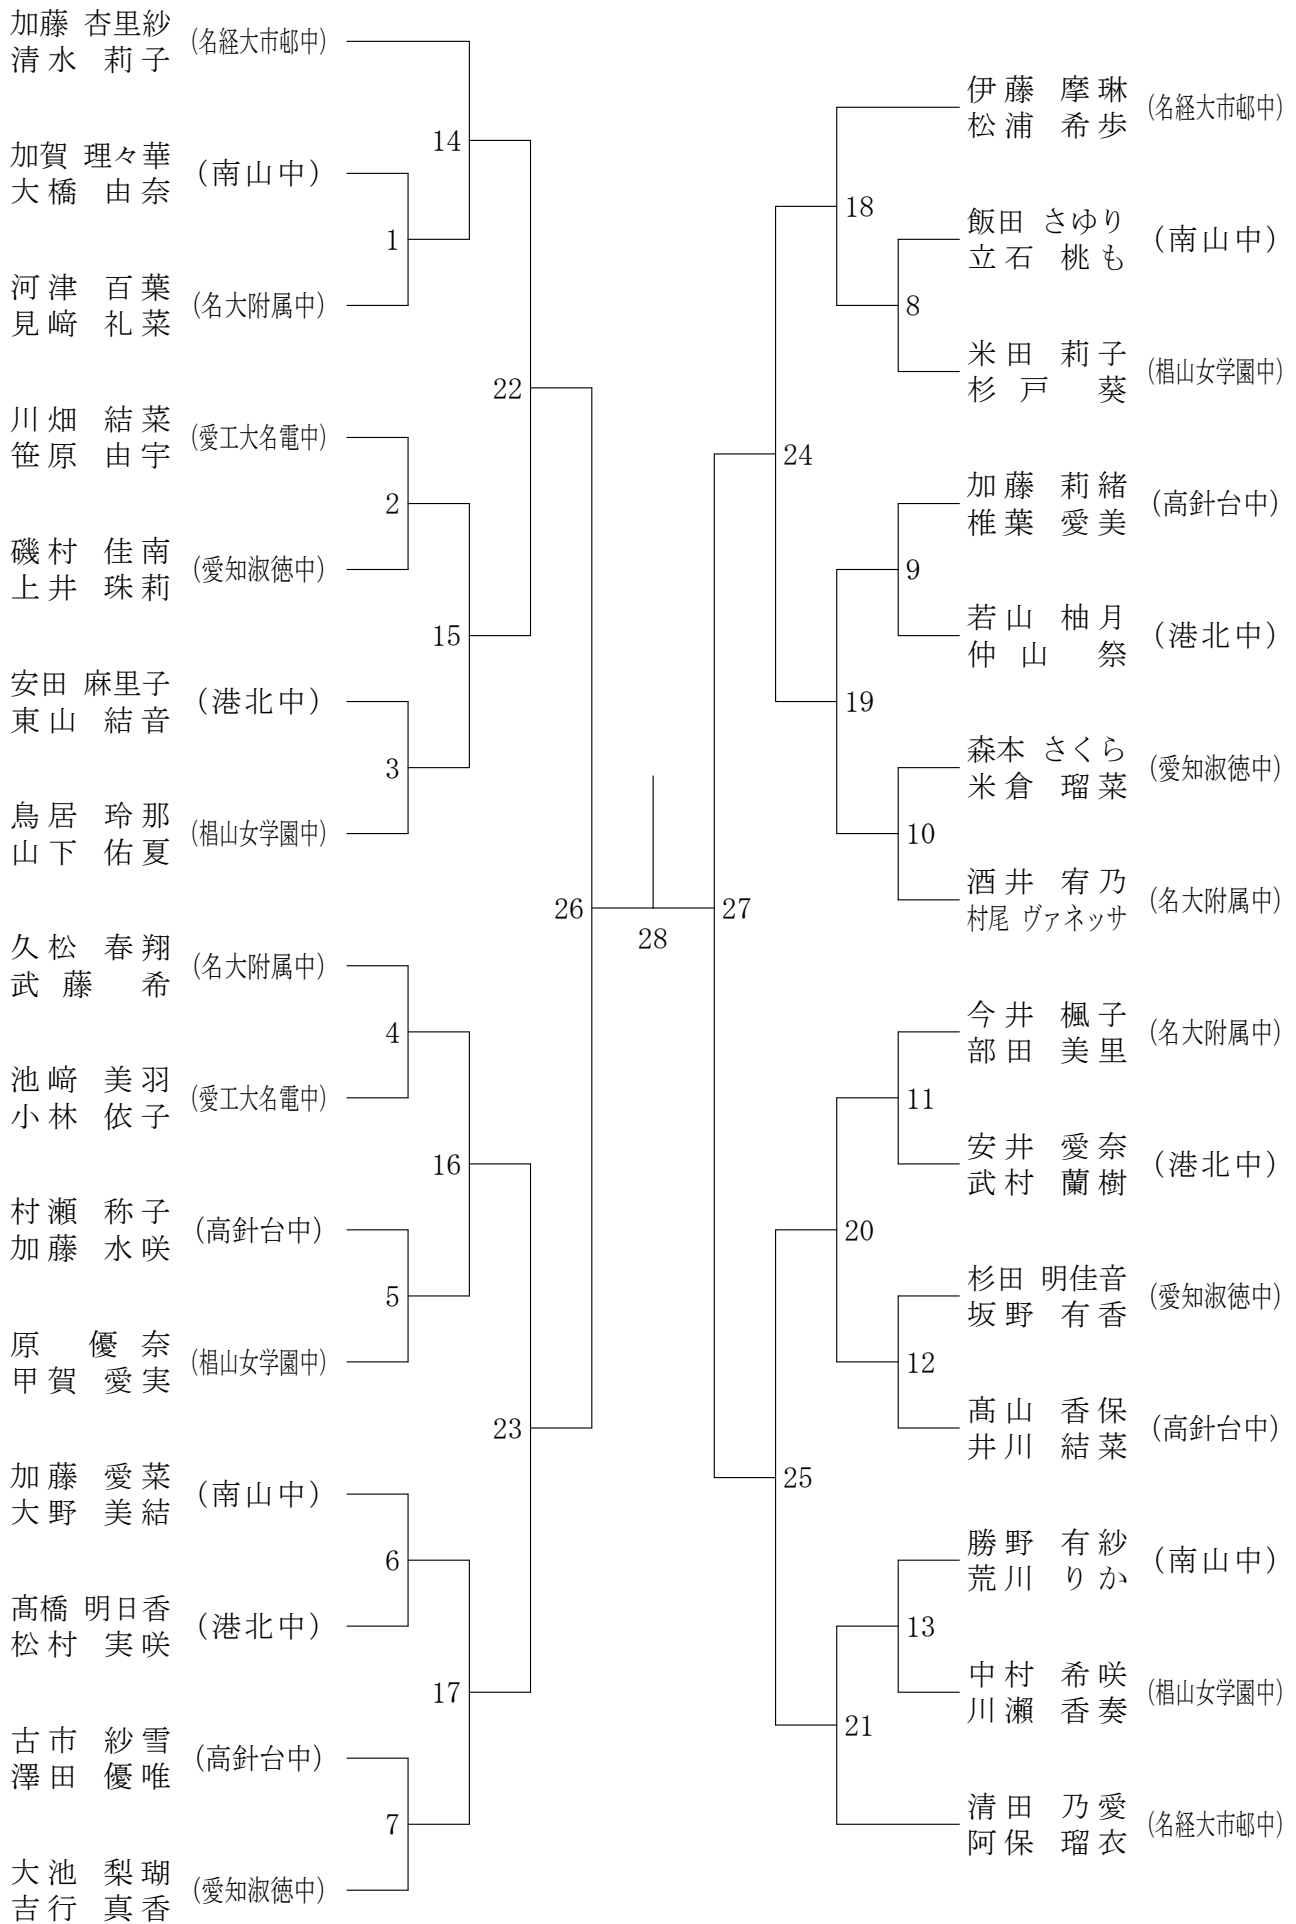 加藤 杏里紗
清水 莉子
(名経大市邨中)
加賀 理々華
大橋 由奈
(南山中)
河津 百葉
見﨑 礼菜
(名大附属中)
川畑 結菜
笹原 由宇
(愛工大名電中)
磯村 佳南
上井 珠莉
(愛知淑徳中)
安田 麻里子
東山 結音
(港北中)
鳥居 玲那
山下 佑夏
(椙山女学園中)
久松 春翔
武藤 希
(名大附属中)
池﨑 美羽
小林 依子
(愛工大名電中)
村瀬 称子
加藤 水咲
(高針台中)
原 優奈
甲賀 愛実
(椙山女学園中)
加藤 愛菜
大野 美結
(南山中)
髙橋 明日香
松村 実咲
(港北中)
古市 紗雪
澤田 優唯
(高針台中)
大池 梨瑚
吉行 真香
(愛知淑徳中)
1
2
3
4
5
6
7
14
15
16
17
22
23
26
28
27
24
25
18
19
20
21
8
9
10
11
12
13
伊藤 摩琳
松浦 希歩
(名経大市邨中)
飯田 さゆり
立石 桃も
(南山中)
米田 莉子
杉戸 葵
(椙山女学園中)
加藤 莉緒
椎葉 愛美
(高針台中)
若山 柚月
仲山 祭
(港北中)
森本 さくら
米倉 瑠菜
(愛知淑徳中)
酒井 宥乃
村尾 ヴァネッサ
(名大附属中)
今井 楓子
部田 美里
(名大附属中)
安井 愛奈
武村 蘭樹
(港北中)
杉田 明佳音
坂野 有香
(愛知淑徳中)
髙山 香保
井川 結菜
(高針台中)
勝野 有紗
荒川 りか
(南山中)
中村 希咲
川瀬 香奏
(椙山女学園中)
清田 乃愛
阿保 瑠衣
(名経大市邨中)